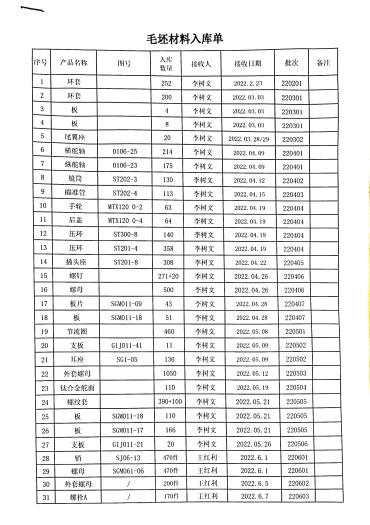 毛坯材料入库单
序号 产品名称 图号 入库数量 接收人 接收日期 批次 备注
1 环套 252 李树文 2022.2.23 220201
2 环套 200 李树文 2022.03.03 220301
3 板 4 李树文 2022.03.03 220301
4 板 8 李树文 2022.03.03 220301
5 尾翼座 20 李树文 2022.03.28/29 220302
6 横舵轴 0106-25 214 李树文 2022.04.09 220401
7 纵舵轴 0106-23 175 李树文 2022.04.09 220401
8 镜筒 ST202-3 130 李树文 2022.04.12 220402
9 瞄准管 ST202-4 113 李树文 2022.04.15 220403
10 手轮 MTX120 0-2 63 李树文 2022.04.19 220404
11 后盖 MTX120 0-4 64 李树文 2022.04.19 220404
12 压环 ST300-8 140 李树文 2022.04.19 220404
13 压环 ST201-4 358 李树文 2022.04.19 220404
14 插头座 ST201-8 308 李树文 2022.04.22 220405
15 螺钉 271+20 李树文 2022.04.26 220406
16 螺母 500 李树文 2022.04.26 220406
17 板片 SGM011-09 43 李树文 2022.04.28 220407
18 板 SGM011-18 51 李树文 2022.04.28 220407
19 节流圈 460 李树文 2022.05.08 220501
20 支板 G1J011-41 11 李树文 2022.05.09 220502
21 耳座 SG1-05 136 李树文 2022.05.09 220502
22 外套螺母 1050 李树文 2022.05.12 220503
23 钛合金舵面 110 李树文 2022.05.19 220504
24 螺纹套 390+100 李树文 2022.05.21 220505
25 板 SGM011-18 110 李树文 2022.05.21 220505
26 板 SGM011-17 166 李树文 2022.05.21 220505
27 支板 G1J011-21 20 李树文 2022.05.26 220506
28 销 SJ06-13 470件 王红利 2022.6.1 220601
29 螺母 SGM061-06 470件 王红利 2022.6.1 220601
30 外套螺母 / 200件 王红利 2022.6.5 220602
31 螺栓A / 170件 王红利 2022.6.7 220603